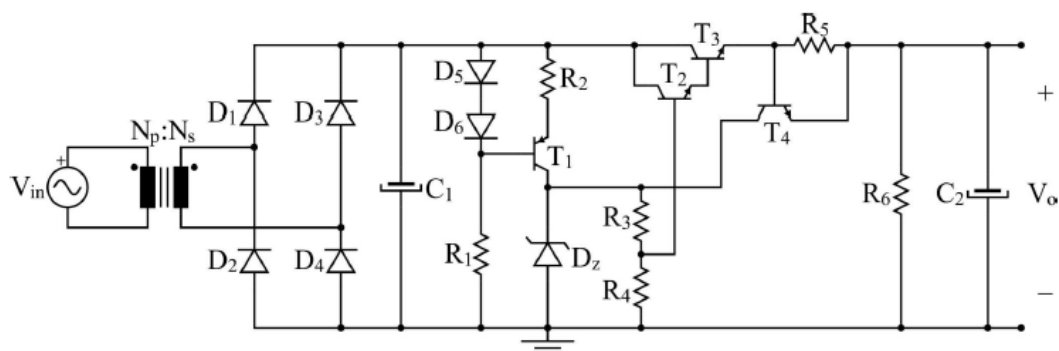 T₃
R₅
D₅
R₂
T₂
D₁
D₃
D₆
T₄
Nₚ:Nₛ
T₁
+
+
Vᵢₙ
C₁
R₃
R₆
C₂
Vₒ
D₂
D₄
R₁
D_z
R₄
−